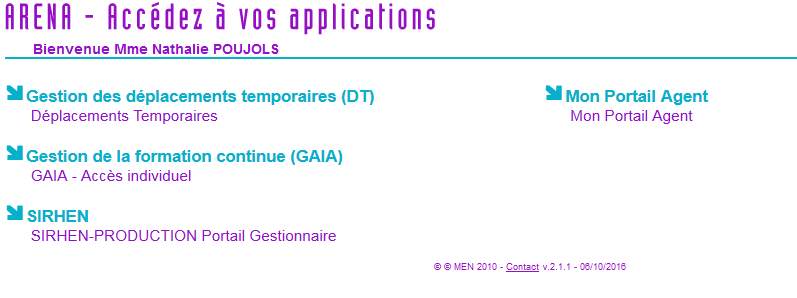 ARENA - Accédez à vos applications
Bienvenue Mme Nathalie POUJOLS
Gestion des déplacements temporaires (DT)
Déplacements Temporaires
Mon Portail Agent
Mon Portail Agent
Gestion de la formation continue (GAIA)
GAIA - Accès individuel
SIRHEN
SIRHEN-PRODUCTION Portail Gestionnaire
© © MEN 2010 - Contact v.2.1.1 - 06/10/2016